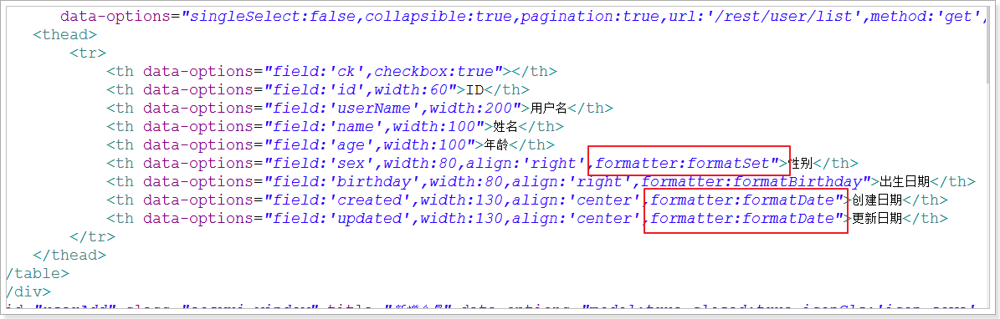 data-options="singleSelect:false,collapsible:true,pagination:true,url:'/rest/user/list',method:'get',
<thead>
<tr>
<th data-options="field:'ck',checkbox:true"></th>
<th data-options="field:'id',width:60">ID</th>
<th data-options="field:'userName',width:200">用户名</th>
<th data-options="field:'name',width:100">姓名</th>
<th data-options="field:'age',width:100">年龄</th>
<th data-options="field:'sex',width:80,align:'right',formatter:formatSet">性别</th>
<th data-options="field:'birthday',width:80,align:'right',formatter:formatBirthday">出生日期</th>
<th data-options="field:'created',width:130,align:'center',formatter:formatDate">创建日期</th>
<th data-options="field:'updated',width:130,align:'center',formatter:formatDate">更新日期</th>
</tr>
</thead>
/table>
/div>